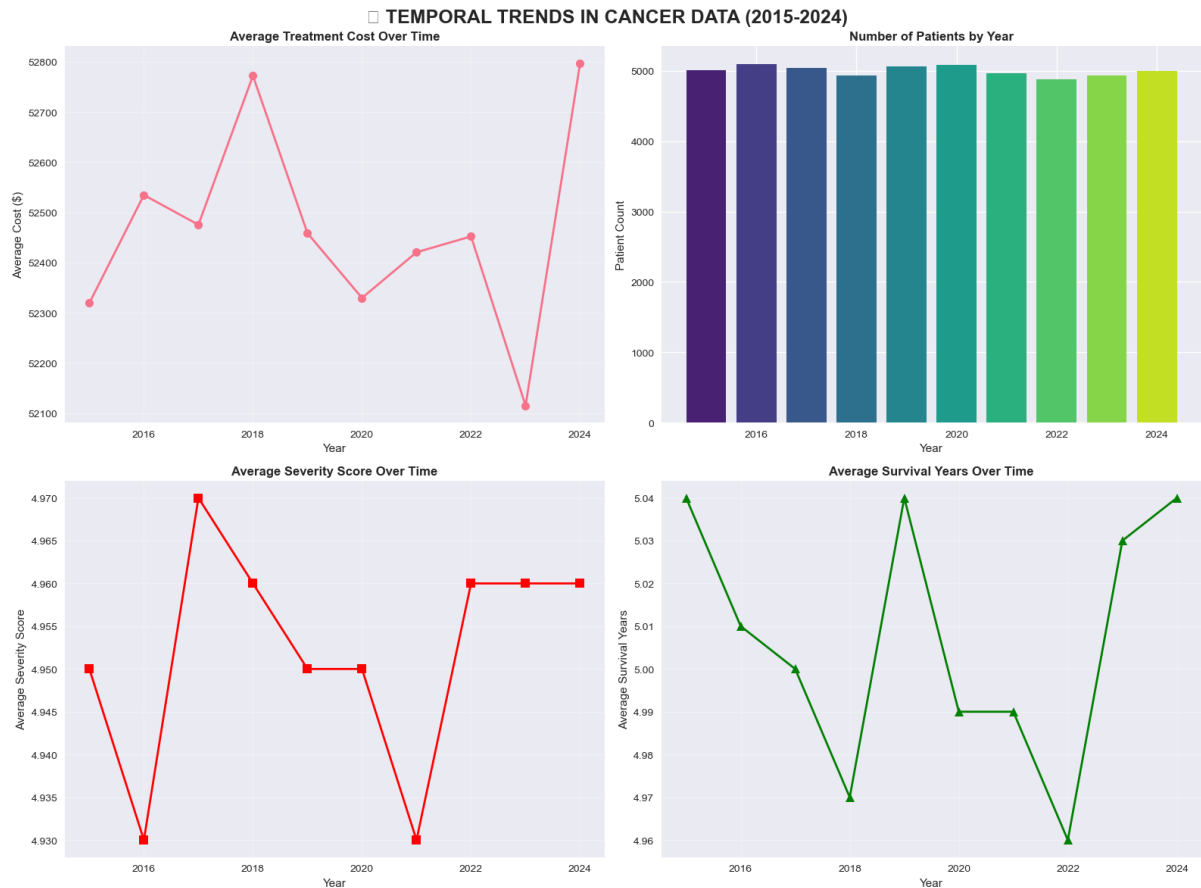 TEMPORAL TRENDS IN CANCER DATA (2015-2024)
Average Treatment Cost Over Time
Average Cost ($)
52800
52700
52600
52500
52400
52300
52200
52100
2016 2018 2020 2022 2024
Year
Number of Patients by Year
Patient Count
5000
4000
3000
2000
1000
0
2016 2018 2020 2022 2024
Year
Average Severity Score Over Time
Average Severity Score
4.970
4.965
4.960
4.955
4.950
4.945
4.940
4.935
4.930
2016 2018 2020 2022 2024
Year
Average Survival Years Over Time
Average Survival Years
5.04
5.03
5.02
5.01
5.00
4.99
4.98
4.97
4.96
2016 2018 2020 2022 2024
Year